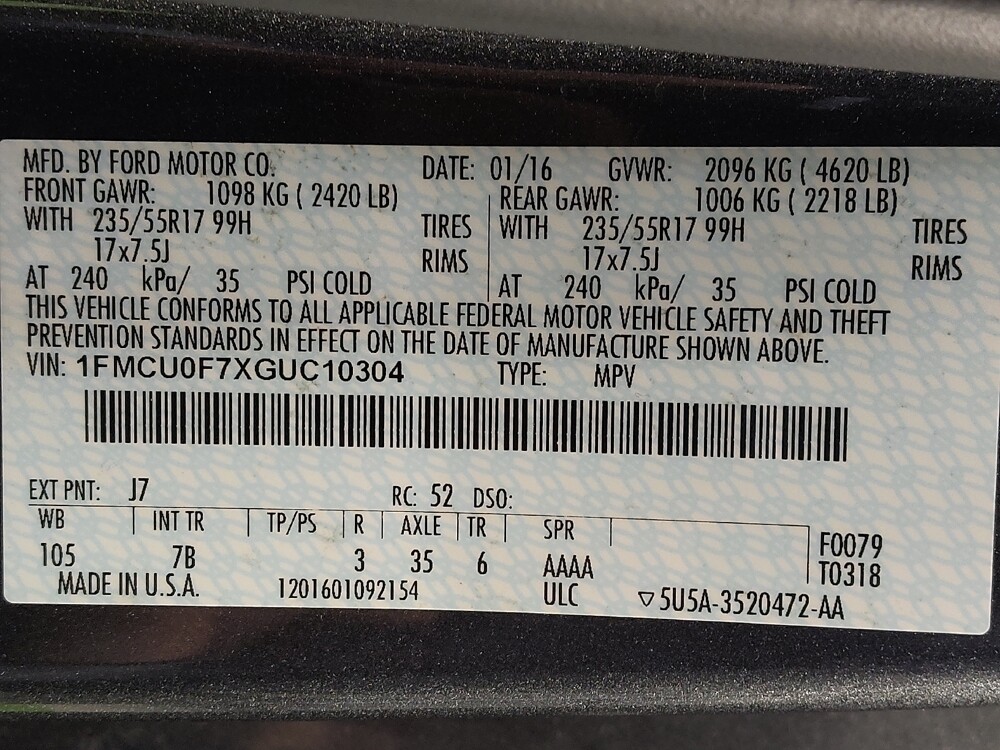 MFD. BY FORD MOTOR CO. DATE: 01/16 GVWR: 2096 KG ( 4620 LB)
FRONT GAWR: 1098 KG ( 2420 LB) REAR GAWR: 1006 KG ( 2218 LB)
WITH 235/55R17 99H TIRES WITH 235/55R17 99H TIRES
17x7.5J RIMS 17x7.5J RIMS
AT 240 kPa/ 35 PSI COLD AT 240 kPa/ 35 PSI COLD
THIS VEHICLE CONFORMS TO ALL APPLICABLE FEDERAL MOTOR VEHICLE SAFETY AND THEFT
PREVENTION STANDARDS IN EFFECT ON THE DATE OF MANUFACTURE SHOWN ABOVE.
VIN: 1FMCU0F7XGUC10304 TYPE: MPV
EXT PNT: J7 RC: 52 DSO:
WB INT TR TP/PS R AXLE TR SPR F0079
105 7B 3 35 6 AAAA T0318
MADE IN U.S.A. 1201601092154 ULC ▽5U5A-3520472-AA